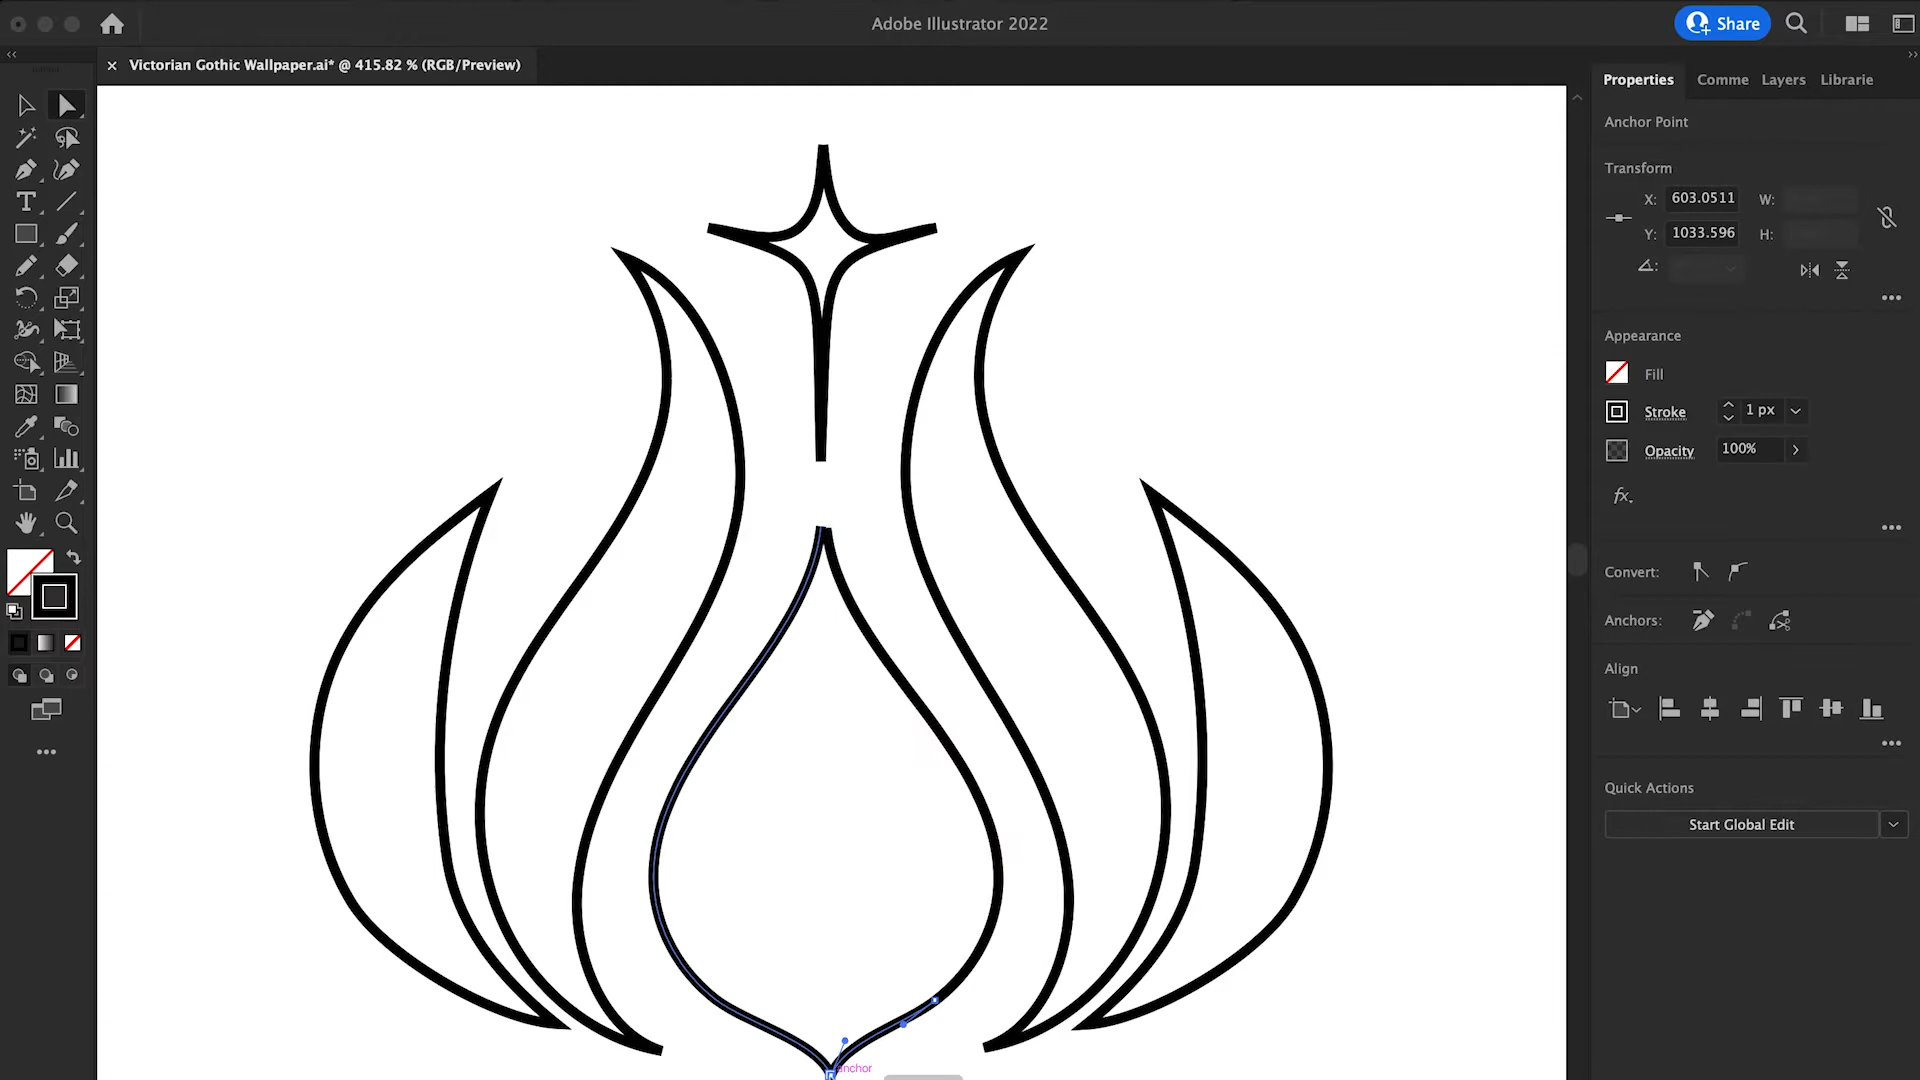 Adobe Illustrator 2022
Share
× Victorian Gothic Wallpaper.ai* @ 415.82 % (RGB/Preview)
Properties Comme Layers Librarie
Anchor Point
Transform
X: 603.0511 W:
Y: 1033.596 H:
Appearance
Fill
Stroke 1 px
Opacity 100%
fx.
Convert:
Anchors:
Align
Quick Actions
Start Global Edit
anchor